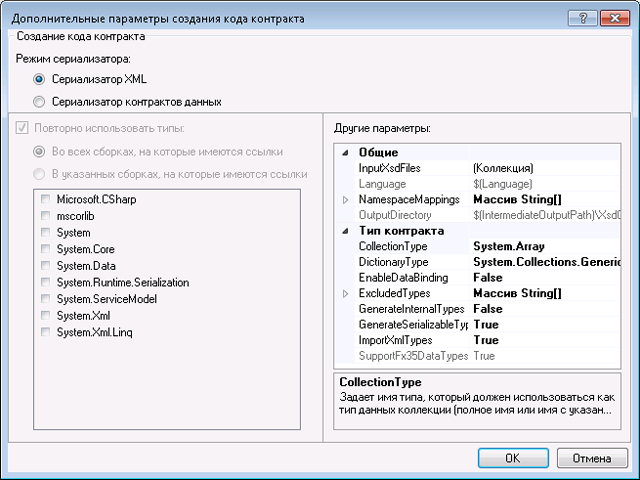 Дополнительные параметры создания кода контракта
Создание кода контракта
Режим сериализатора:
Сериализатор XML
Сериализатор контрактов данных
Повторно использовать типы:
Во всех сборках, на которые имеются ссылки
В указанных сборках, на которые имеются ссылки
Microsoft.CSharp
mscorlib
System
System.Core
System.Data
System.Runtime.Serialization
System.ServiceModel
System.Xml
System.Xml.Linq
Другие параметры:
Общие
InputXsdFiles (Коллекция)
Language $(Language)
NamespaceMappings Массив String[]
OutputDirectory $(IntermediateOutputPath)\Xsd
Тип контракта
CollectionType System.Array
DictionaryType System.Collections.Generic
EnableDataBinding False
ExcludedTypes Массив String[]
GenerateInternalTypes False
GenerateSerializableTyp True
ImportXmlTypes True
SupportFx35DataTypes True
CollectionType
Задает имя типа, который должен использоваться как
тип данных коллекции (полное имя или имя с указан...
OK
Отмена